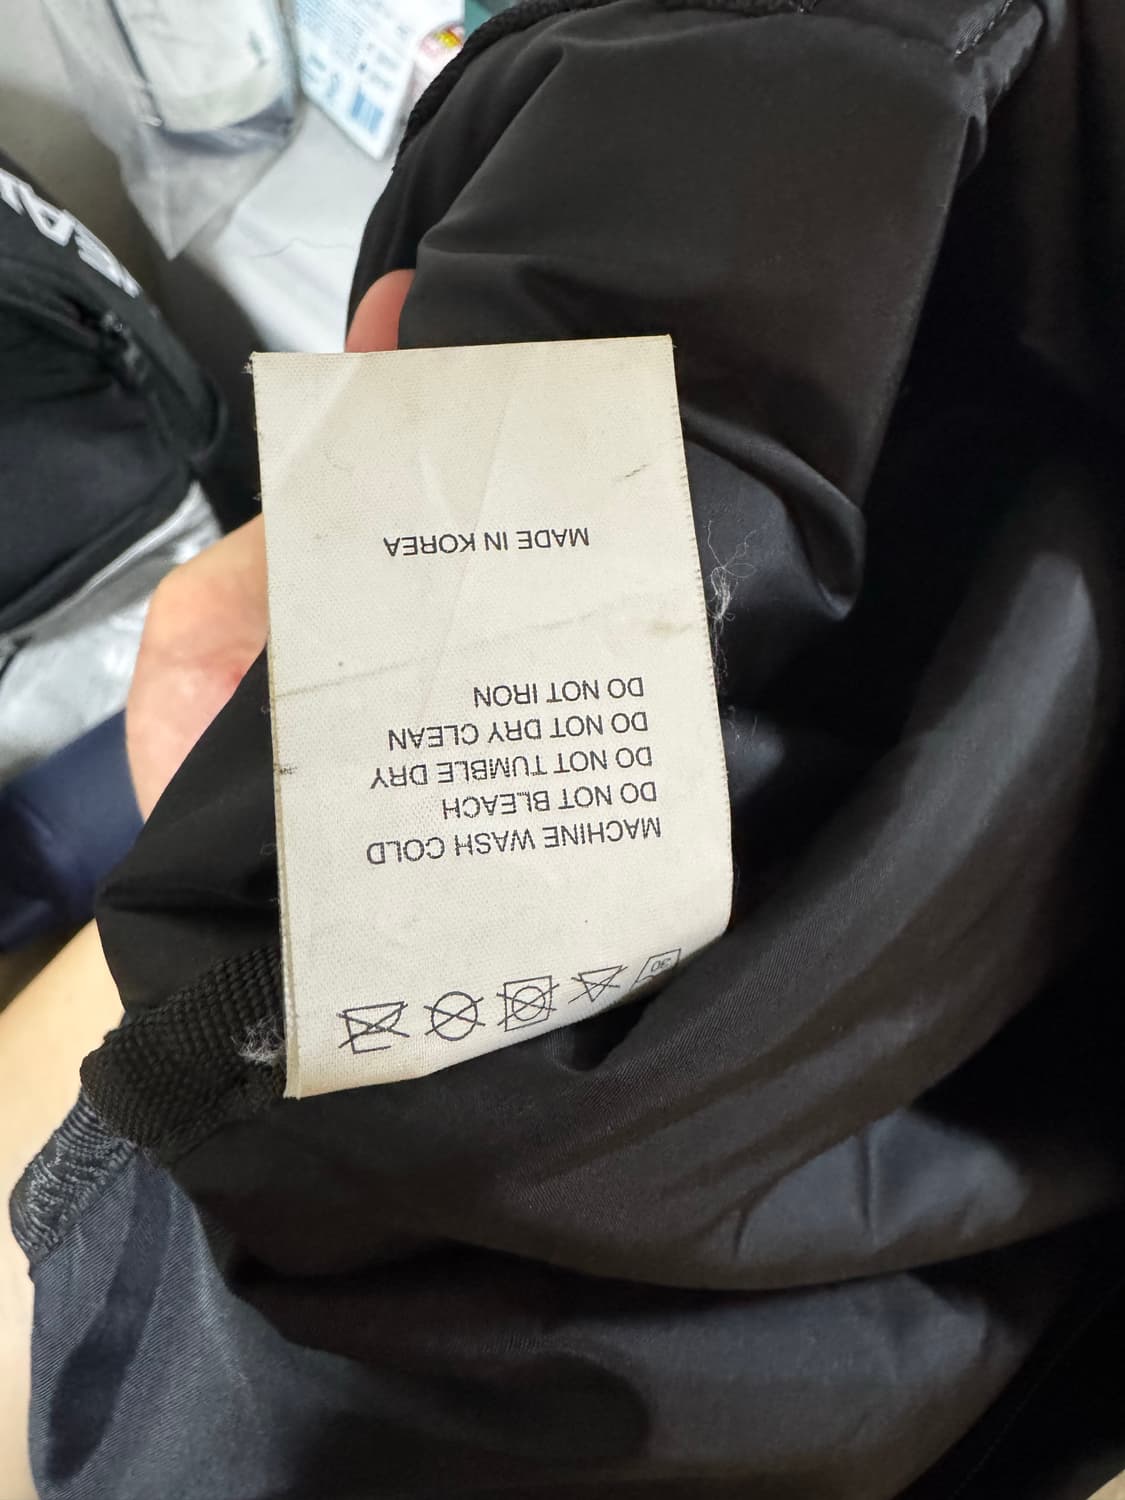 30
MACHINE WASH COLD
DO NOT BLEACH
DO NOT TUMBLE DRY
DO NOT DRY CLEAN
DO NOT IRON
MADE IN KOREA